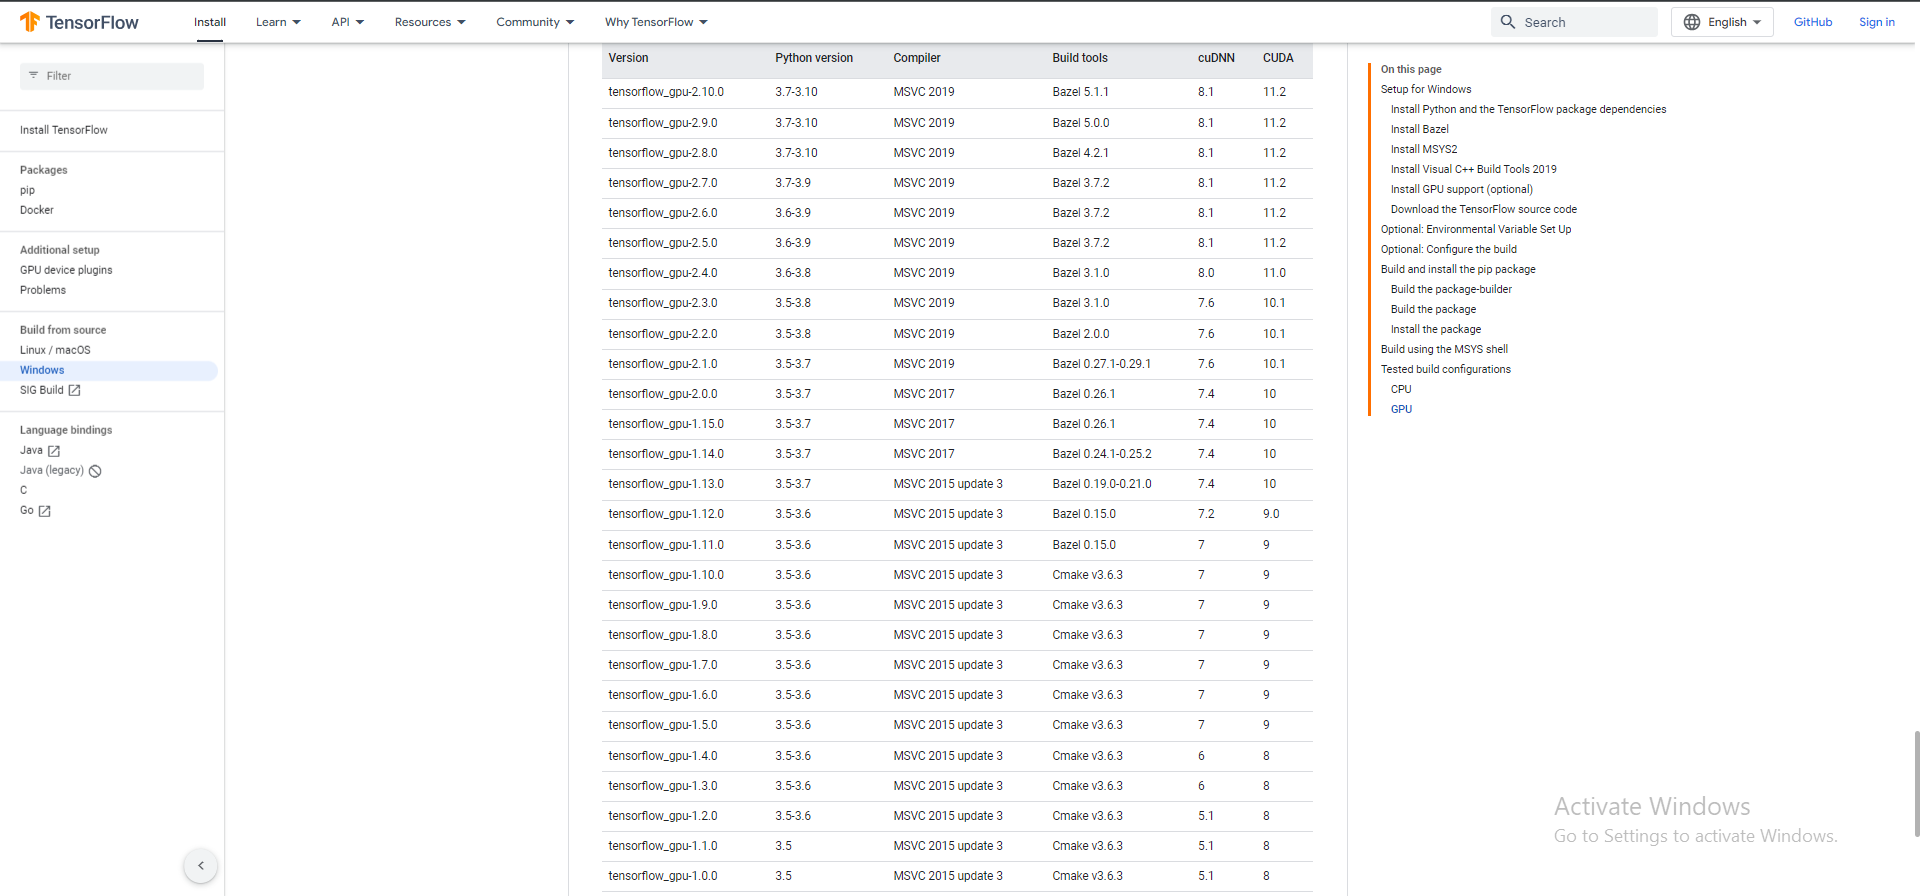 TensorFlow
Install Learn API Resources Community Why TensorFlow Search English GitHub Sign in
Filter
Install TensorFlow
Packages
pip
Docker
Additional setup
GPU device plugins
Problems
Build from source
Linux / macOS
Windows
SIG Build
Language bindings
Java
Java (legacy)
C
Go
Version Python version Compiler Build tools cuDNN CUDA
tensorflow_gpu-2.10.0 3.7-3.10 MSVC 2019 Bazel 5.1.1 8.1 11.2
tensorflow_gpu-2.9.0 3.7-3.10 MSVC 2019 Bazel 5.0.0 8.1 11.2
tensorflow_gpu-2.8.0 3.7-3.10 MSVC 2019 Bazel 4.2.1 8.1 11.2
tensorflow_gpu-2.7.0 3.7-3.9 MSVC 2019 Bazel 3.7.2 8.1 11.2
tensorflow_gpu-2.6.0 3.6-3.9 MSVC 2019 Bazel 3.7.2 8.1 11.2
tensorflow_gpu-2.5.0 3.6-3.9 MSVC 2019 Bazel 3.7.2 8.1 11.2
tensorflow_gpu-2.4.0 3.6-3.8 MSVC 2019 Bazel 3.1.0 8.0 11.0
tensorflow_gpu-2.3.0 3.5-3.8 MSVC 2019 Bazel 3.1.0 7.6 10.1
tensorflow_gpu-2.2.0 3.5-3.8 MSVC 2019 Bazel 2.0.0 7.6 10.1
tensorflow_gpu-2.1.0 3.5-3.7 MSVC 2019 Bazel 0.27.1-0.29.1 7.6 10.1
tensorflow_gpu-2.0.0 3.5-3.7 MSVC 2017 Bazel 0.26.1 7.4 10
tensorflow_gpu-1.15.0 3.5-3.7 MSVC 2017 Bazel 0.26.1 7.4 10
tensorflow_gpu-1.14.0 3.5-3.7 MSVC 2017 Bazel 0.24.1-0.25.2 7.4 10
tensorflow_gpu-1.13.0 3.5-3.7 MSVC 2015 update 3 Bazel 0.19.0-0.21.0 7.4 10
tensorflow_gpu-1.12.0 3.5-3.6 MSVC 2015 update 3 Bazel 0.15.0 7.2 9.0
tensorflow_gpu-1.11.0 3.5-3.6 MSVC 2015 update 3 Bazel 0.15.0 7 9
tensorflow_gpu-1.10.0 3.5-3.6 MSVC 2015 update 3 Cmake v3.6.3 7 9
tensorflow_gpu-1.9.0 3.5-3.6 MSVC 2015 update 3 Cmake v3.6.3 7 9
tensorflow_gpu-1.8.0 3.5-3.6 MSVC 2015 update 3 Cmake v3.6.3 7 9
tensorflow_gpu-1.7.0 3.5-3.6 MSVC 2015 update 3 Cmake v3.6.3 7 9
tensorflow_gpu-1.6.0 3.5-3.6 MSVC 2015 update 3 Cmake v3.6.3 7 9
tensorflow_gpu-1.5.0 3.5-3.6 MSVC 2015 update 3 Cmake v3.6.3 7 9
tensorflow_gpu-1.4.0 3.5-3.6 MSVC 2015 update 3 Cmake v3.6.3 6 8
tensorflow_gpu-1.3.0 3.5-3.6 MSVC 2015 update 3 Cmake v3.6.3 6 8
tensorflow_gpu-1.2.0 3.5-3.6 MSVC 2015 update 3 Cmake v3.6.3 5.1 8
tensorflow_gpu-1.1.0 3.5 MSVC 2015 update 3 Cmake v3.6.3 5.1 8
tensorflow_gpu-1.0.0 3.5 MSVC 2015 update 3 Cmake v3.6.3 5.1 8
On this page
Setup for Windows
Install Python and the TensorFlow package dependencies
Install Bazel
Install MSYS2
Install Visual C++ Build Tools 2019
Install GPU support (optional)
Download the TensorFlow source code
Optional: Environmental Variable Set Up
Optional: Configure the build
Build and install the pip package
Build the package-builder
Build the package
Install the package
Build using the MSYS shell
Tested build configurations
CPU
GPU
Activate Windows
Go to Settings to activate Windows.